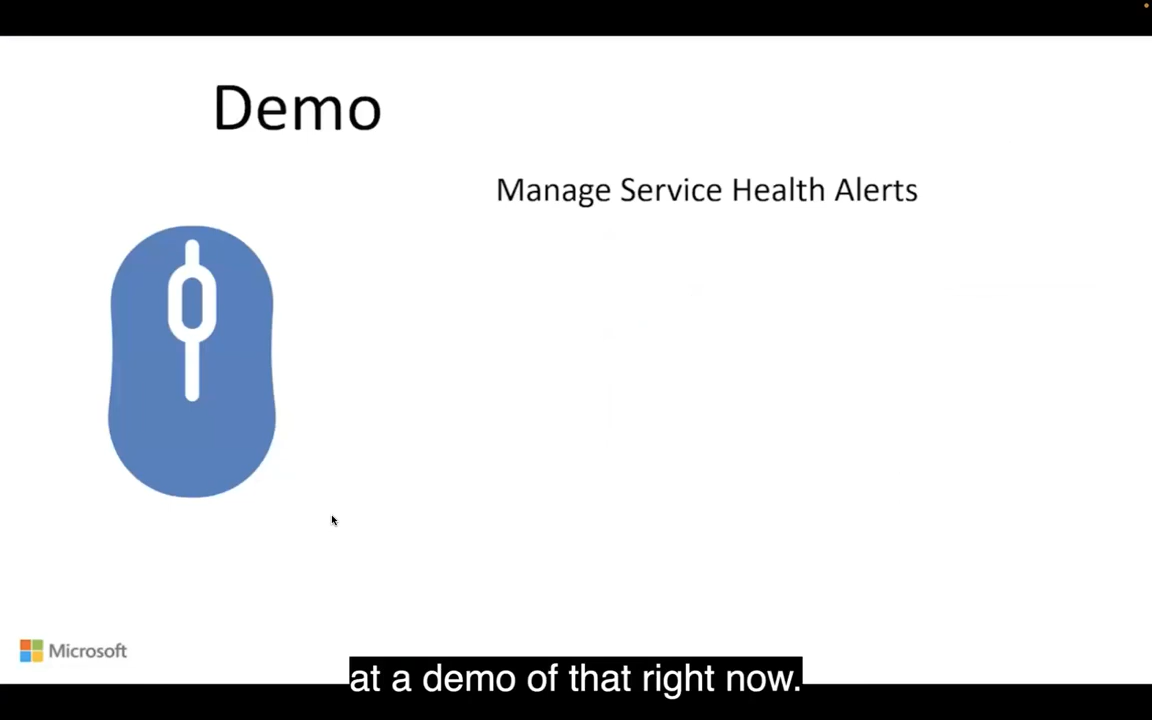 Demo
Manage Service Health Alerts
Microsoft
at a demo of that right now.